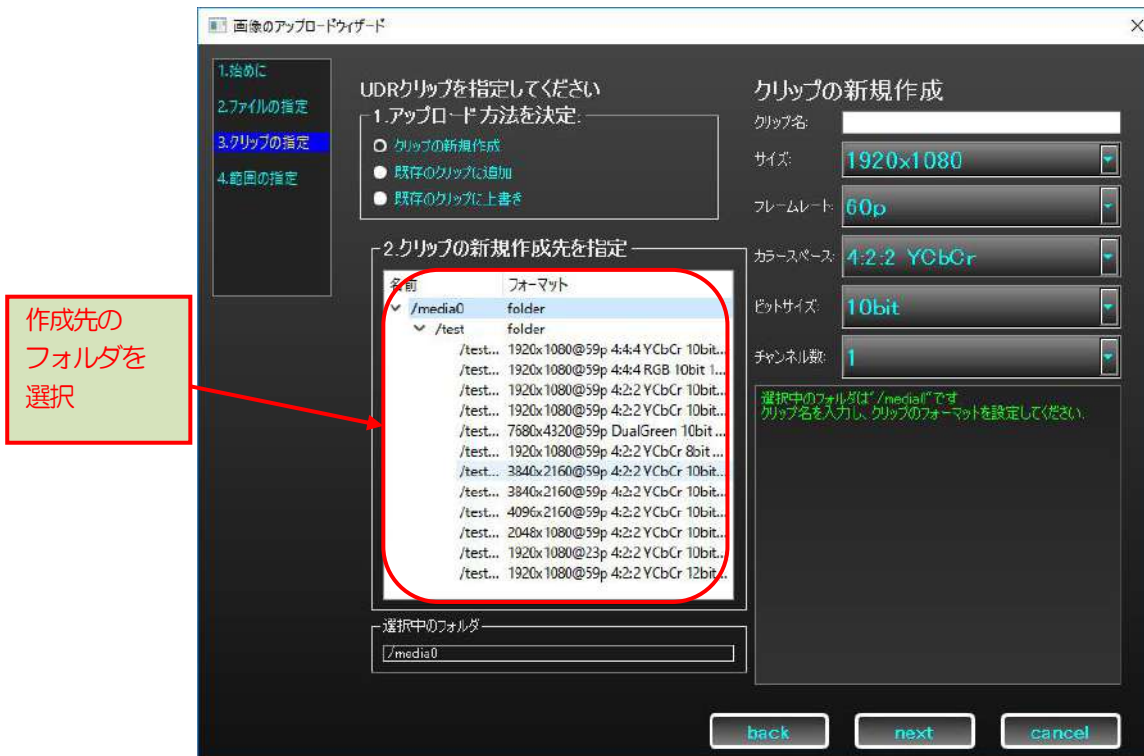 画像のアップロードウィザード
1.始めに
2.ファイルの指定
3.クリップの指定
4.範囲の指定
UDRクリップを指定してください
1.アップロード方法を決定:
クリップの新規作成
既存のクリップに追加
既存のクリップに上書き
2.クリップの新規作成先を指定
名前 フォーマット
/media0 folder
/test folder
/test... 1920x1080@59p 4:4:4 YCbCr 10bit...
/test... 1920x1080@59p 4:4:4 RGB 10bit 1...
/test... 1920x1080@59p 4:2:2 YCbCr 10bit...
/test... 1920x1080@59p 4:2:2 YCbCr 10bit...
/test... 7680x4320@59p DualGreen 10bit ...
/test... 1920x1080@59p 4:2:2 YCbCr 8bit ...
/test... 3840x2160@59p 4:2:2 YCbCr 10bit...
/test... 3840x2160@59p 4:2:2 YCbCr 10bit...
/test... 4096x2160@59p 4:2:2 YCbCr 10bit...
/test... 2048x1080@59p 4:2:2 YCbCr 10bit...
/test... 1920x1080@23p 4:2:2 YCbCr 10bit...
/test... 1920x1080@59p 4:2:2 YCbCr 12bit...
選択中のフォルダ
/media0
クリップの新規作成
クリップ名:
サイズ: 1920x1080
フレームレート: 60p
カラースペース: 4:2:2 YCbCr
ビットサイズ: 10bit
チャンネル数: 1
選択中のフォルダは"/media0"です
クリップ名を入力し、クリップのフォーマットを設定してください.
back next cancel
作成先の
フォルダを
選択